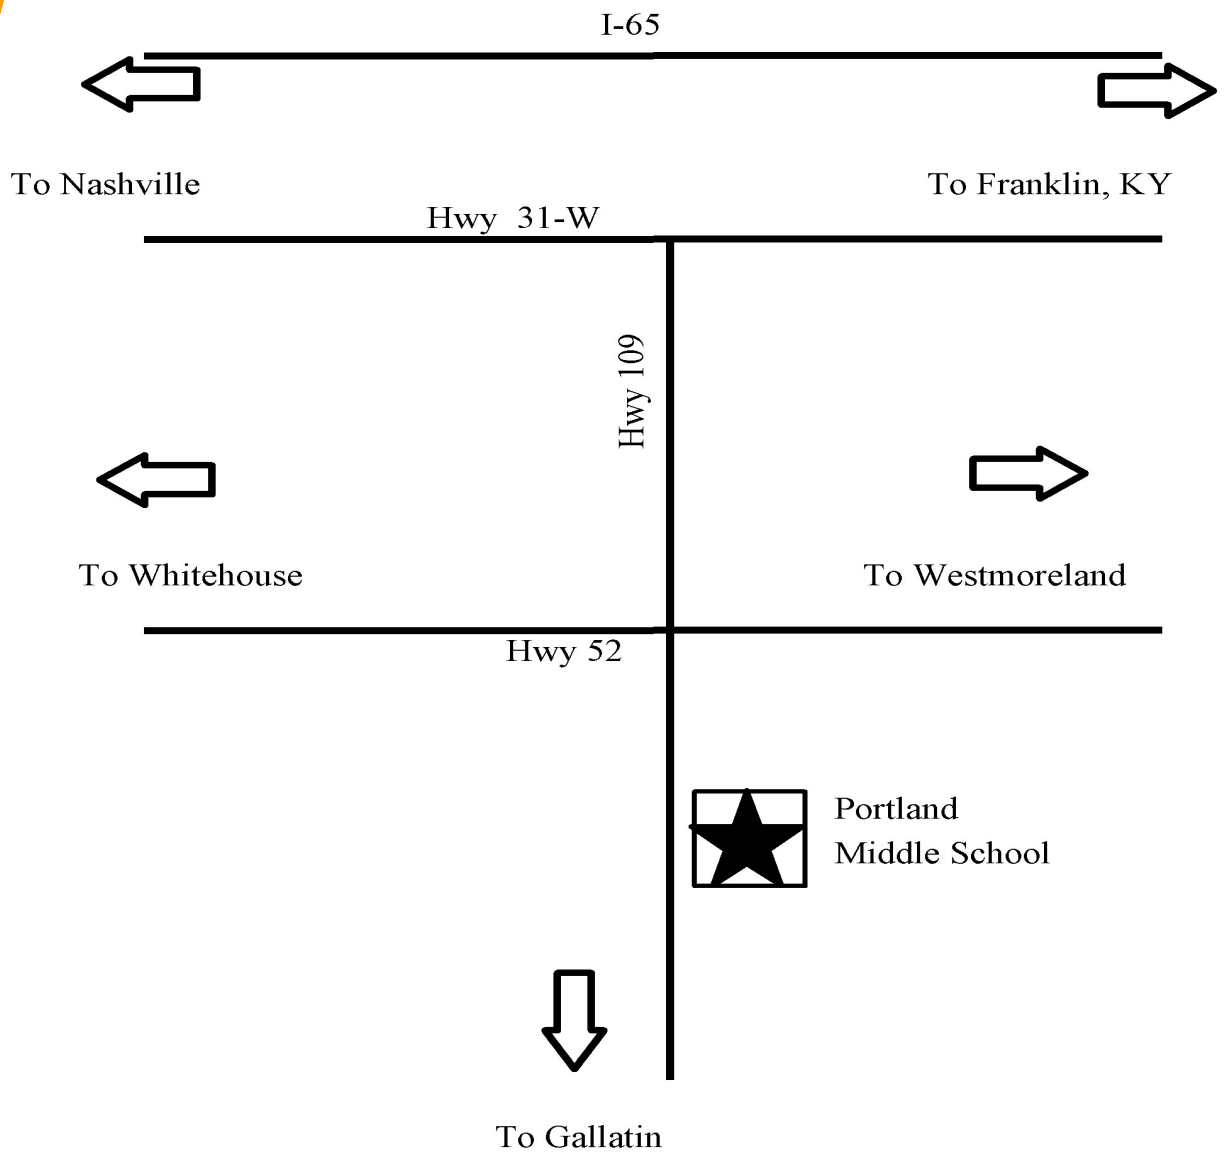 I-65
To Nashville
To Franklin, KY
Hwy 31-W
Hwy 109
To Whitehouse
To Westmoreland
Hwy 52
Portland
Middle School
To Gallatin